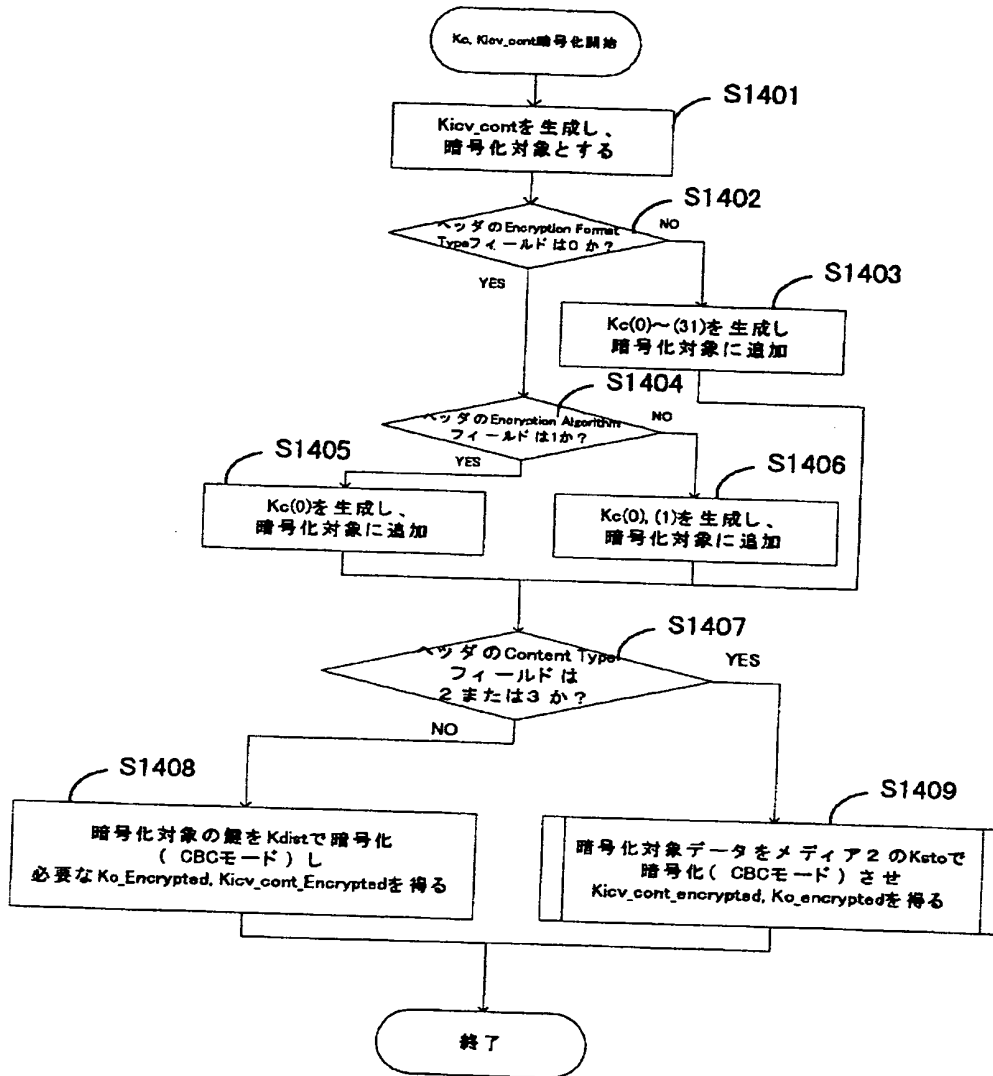 Kc, Kicv_cont暗号化開始
S1401
Kicv_contを生成し、
暗号化対象とする
S1402
ヘッダのEncryption Format
Typeフィールドは0か?
NO
YES
S1403
Kc(0)~(31)を生成し
暗号化対象に追加
S1404
ヘッダのEncryption Algorithm
フィールドは1か?
NO
YES
S1405
Kc(0)を生成し、
暗号化対象に追加
S1406
Kc(0), (1)を生成し、
暗号化対象に追加
S1407
ヘッダのContent Type
フィールドは
2または3か?
YES
NO
S1408
暗号化対象の鍵をKdistで暗号化
(CBCモード)し
必要なKc_Encrypted, Kicv_cont_Encryptedを得る
S1409
暗号化対象データをメディア2のKstoで
暗号化(CBCモード)させ
Kicv_cont_encrypted, Kc_encryptedを得る
終了